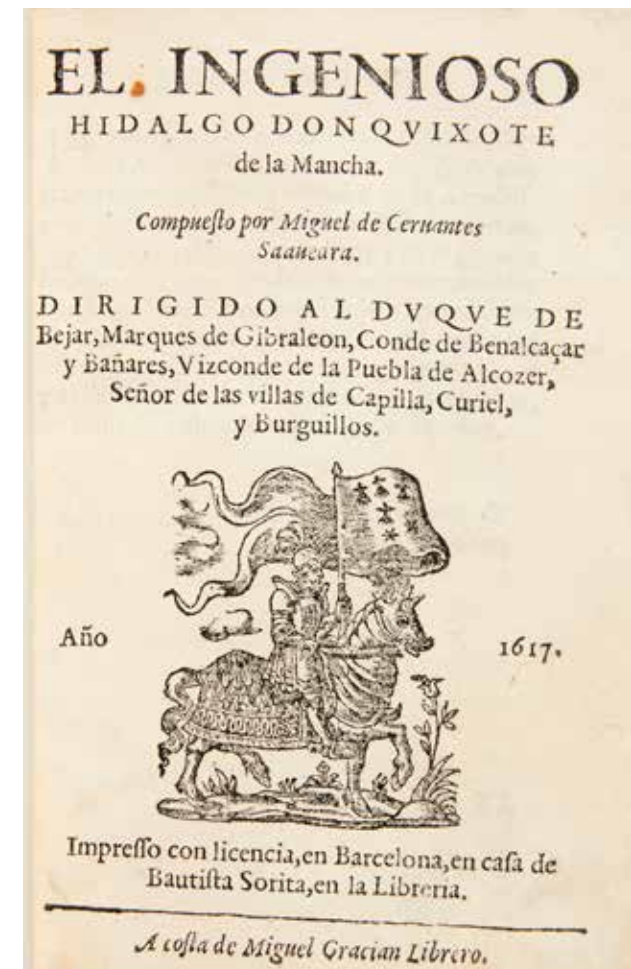 EL. INGENIOSO
HIDALGO DON QVIXOTE
de la Mancha.
Compueſto por Miguel de Ceruantes
Saauedra.
DIRIGIDO AL DVQVE DE
Bejar, Marques de Gibraleon, Conde de Benalcaçar
y Bañares, Vizconde de la Puebla de Alcozer,
Señor de las villas de Capilla, Curiel,
y Burguillos.
Año 1617.
Impreſſo con licencia, en Barcelona, en caſa de
Bautiſta Sorita, en la Libreria.
A coſta de Miguel Gracian Librero.